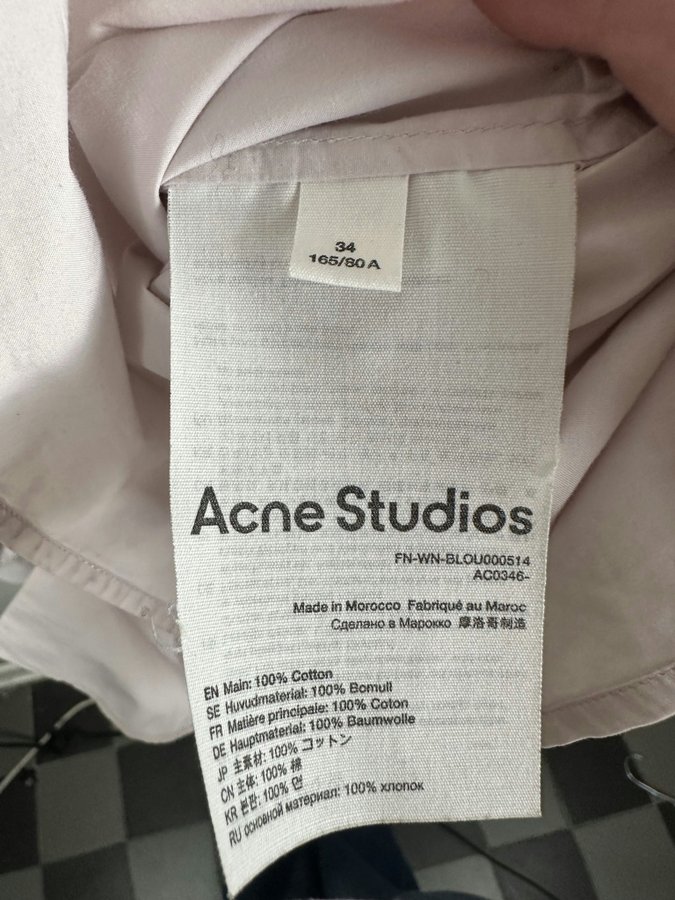 34
165/80 A
Acne Studios
FN-WN-BLOU000514
AC0346-
Made in Morocco Fabriqué au Maroc
Сделано в Марокко 摩洛哥制造
EN Main: 100% Cotton
SE Huvudmaterial: 100% Bomull
FR Matière principale: 100% Coton
DE Hauptmaterial: 100% Baumwolle
JP 主素材: 100% コットン
CN 主体: 100% 棉
KR 본판: 100% 면
RU основной материал: 100% хлопок